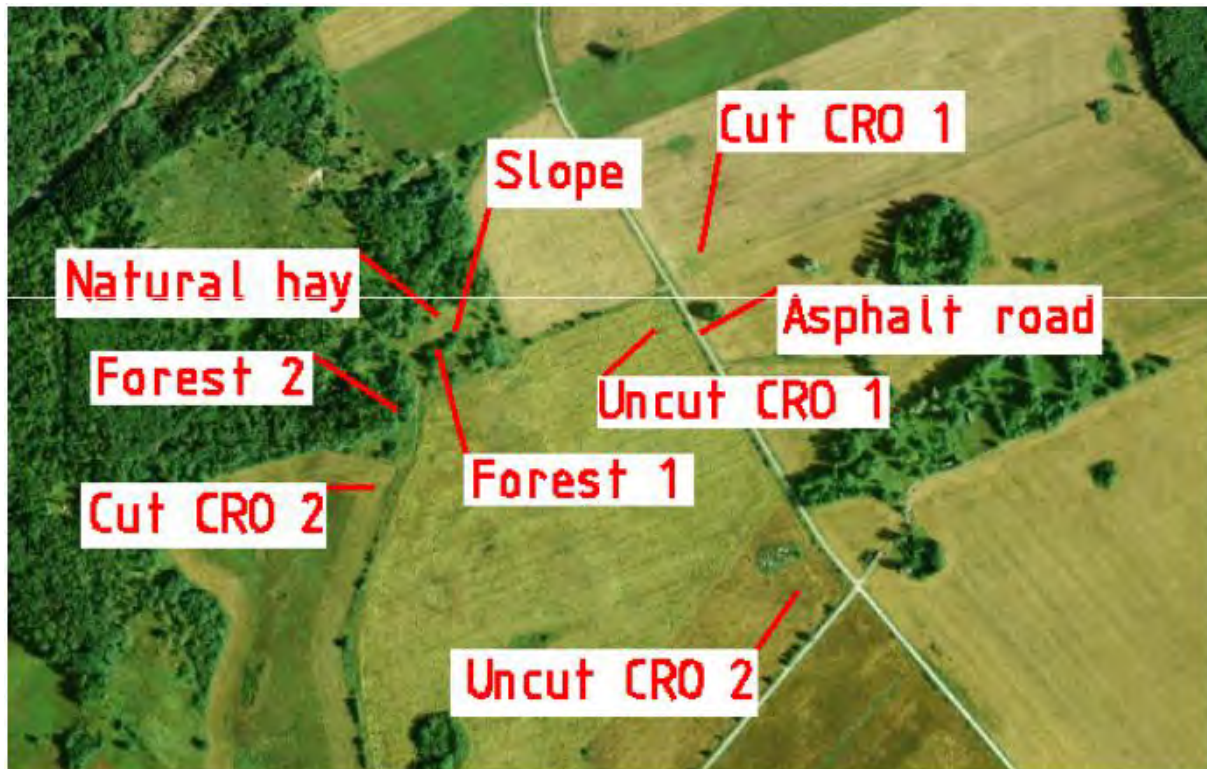 Cut CRO 1
Slope
Natural hay
Asphalt road
Forest 2
Uncut CRO 1
Forest 1
Cut CRO 2
Uncut CRO 2